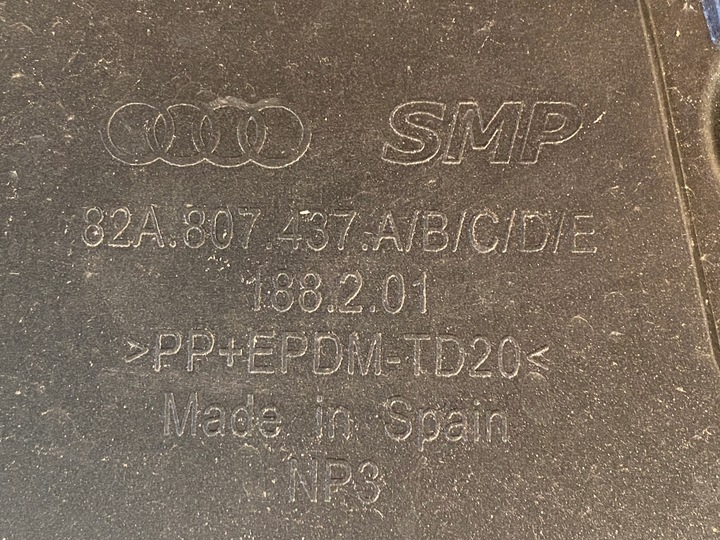 SMP
82A.807.437.A/B/C/D/E
188.2.01
>PP+EPDM-TD20<
Made in Spain
NP3